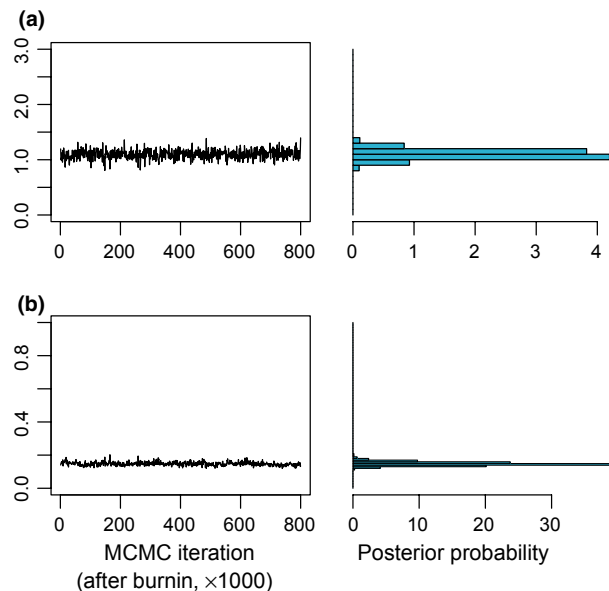 (a)
3.0
2.0
1.0
0.0
0 200 400 600 800
0 1 2 3 4
(b)
0.8
0.4
0.0
0 200 400 600 800
0 10 20 30
MCMC iteration
(after burnin, ×1000)
Posterior probability